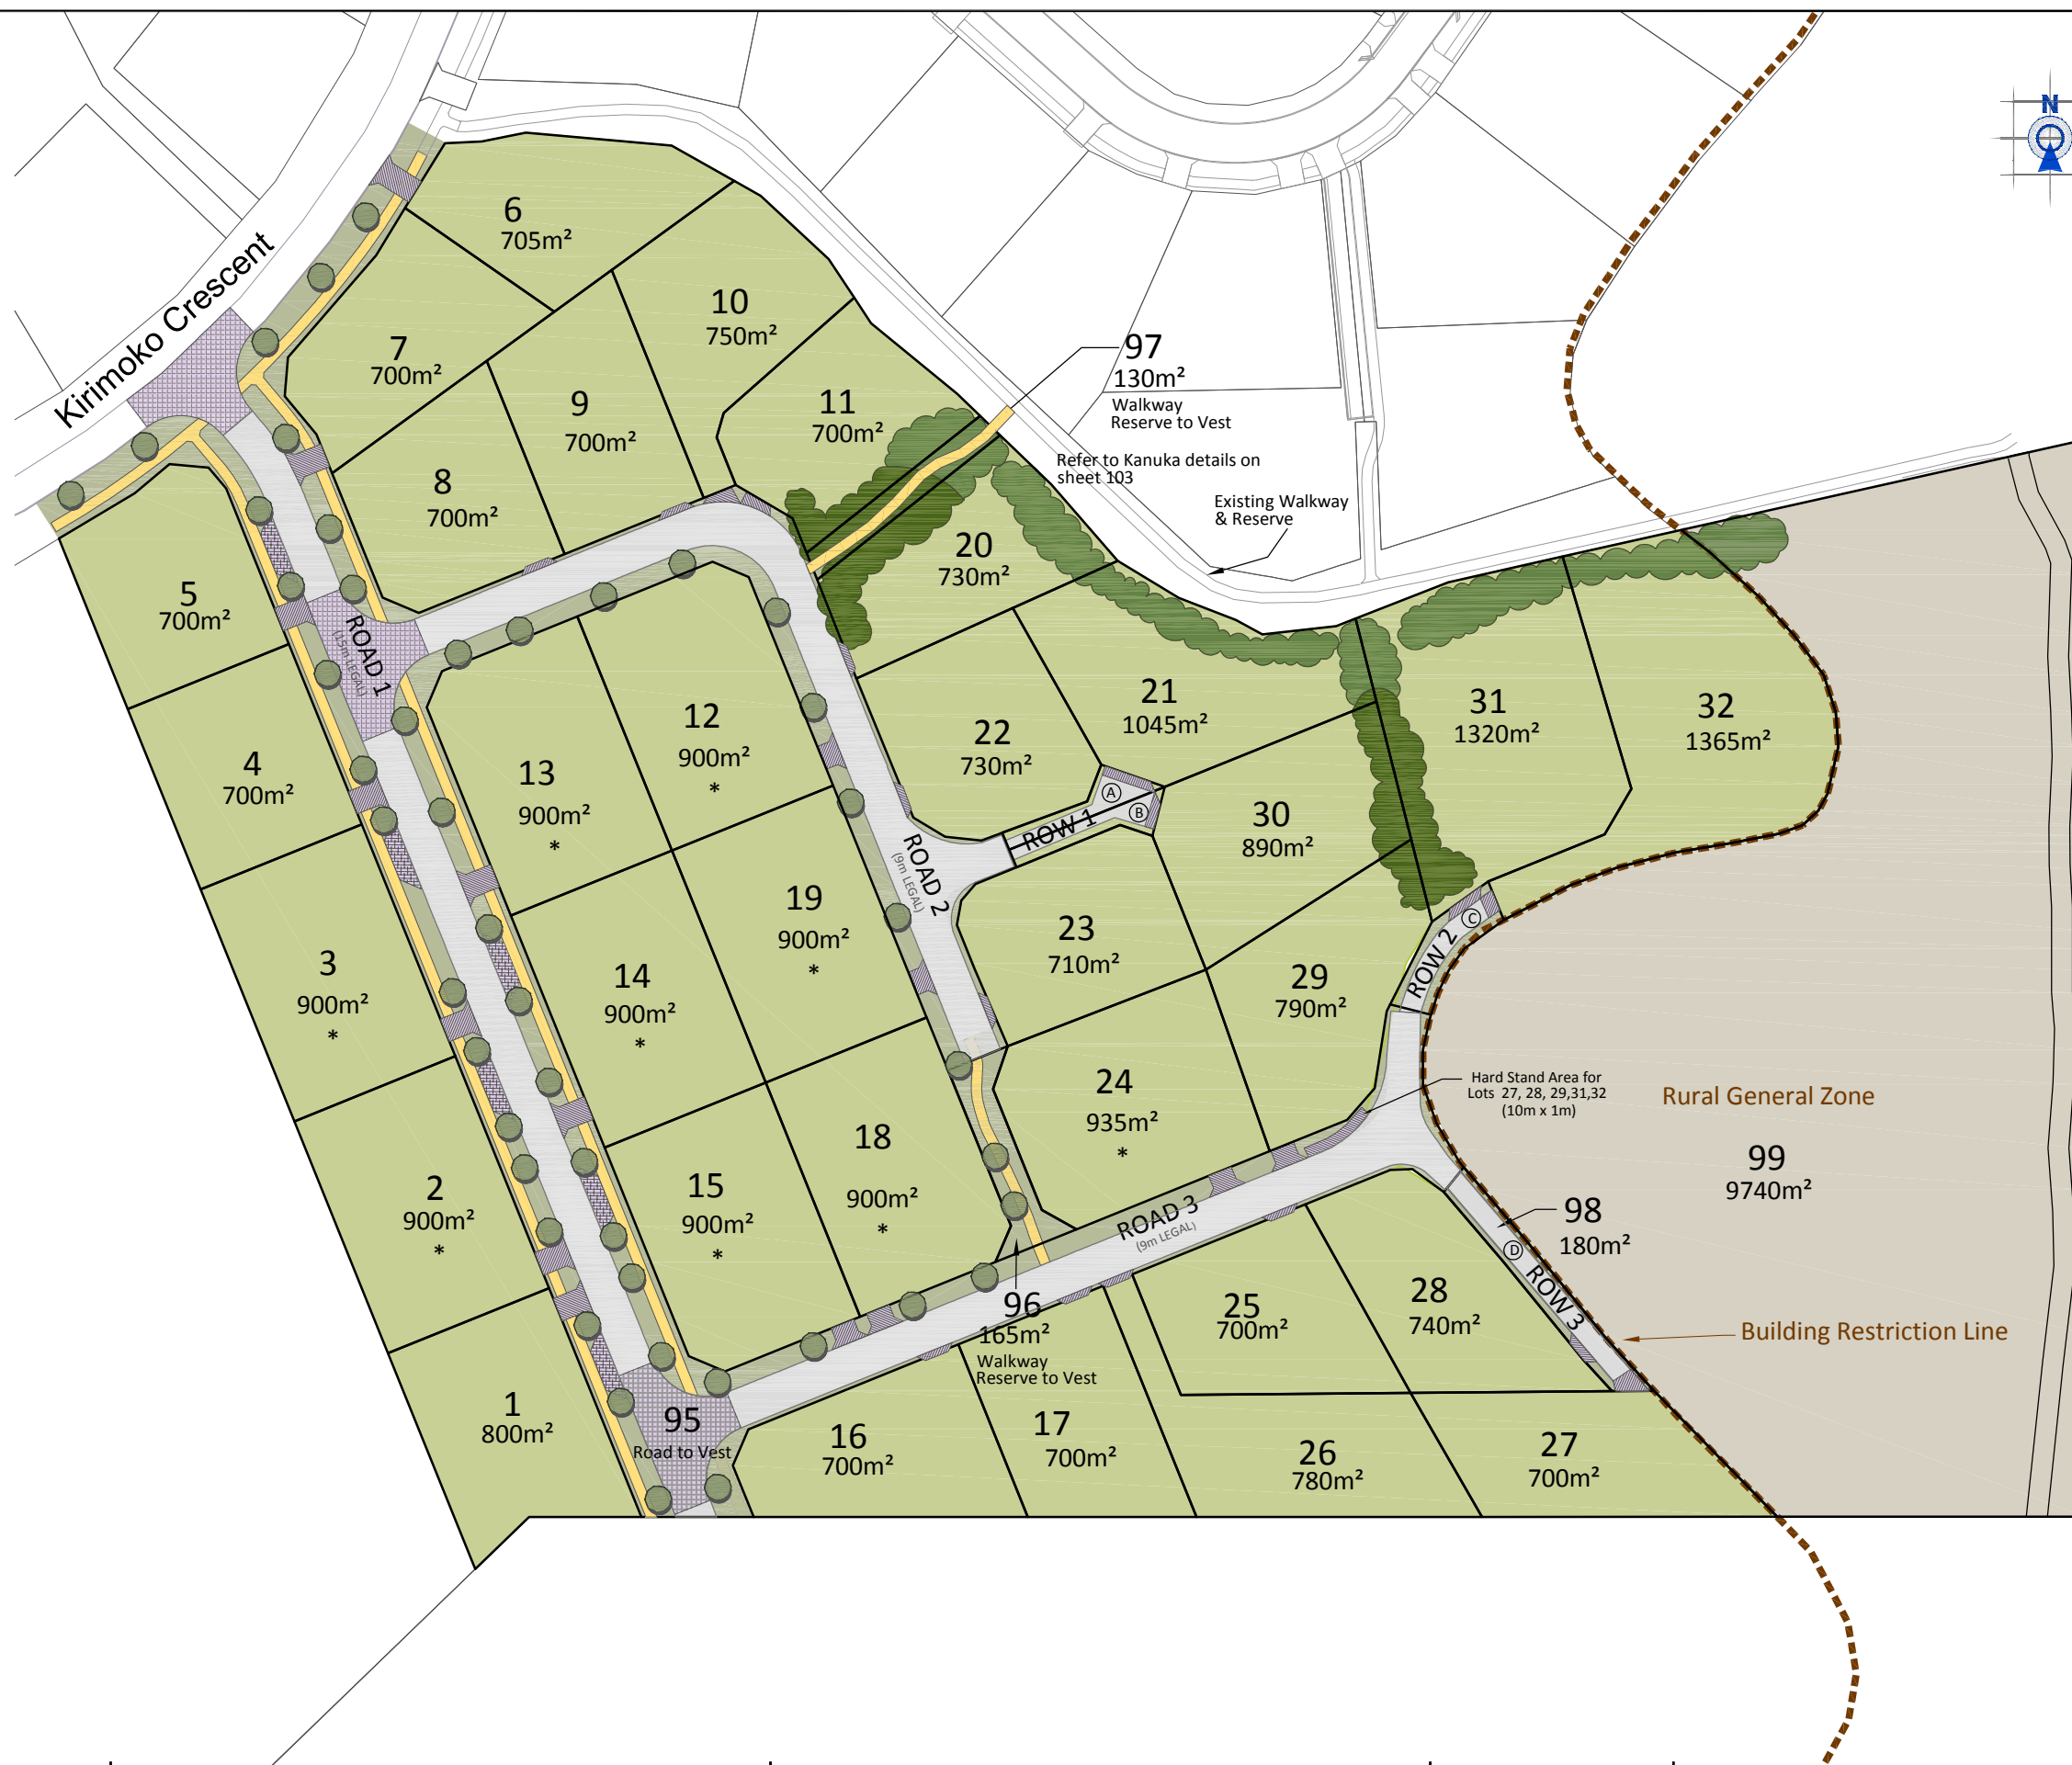 N
Kirimoko Crescent
6
705m²
7
700m²
10
750m²
9
700m²
11
700m²
8
700m²
97
130m²
Walkway
Reserve to Vest
Refer to Kanuka details on
sheet 103
Existing Walkway
& Reserve
5
700m²
ROAD 1
(15m LEGAL)
20
730m²
4
700m²
13
900m²
*
12
900m²
*
22
730m²
21
1045m²
31
1320m²
32
1365m²
A
B
ROW 1
30
890m²
ROAD 2
(9m LEGAL)
3
900m²
*
14
900m²
*
19
900m²
*
23
710m²
29
790m²
C
ROW 2
24
935m²
*
Hard Stand Area for
Lots 27, 28, 29,31,32
(10m x 1m)
Rural General Zone
99
9740m²
2
900m²
*
15
900m²
*
18
900m²
*
ROAD 3
(9m LEGAL)
98
180m²
D
ROW 3
Building Restriction Line
96
165m²
Walkway
Reserve to Vest
25
700m²
28
740m²
1
800m²
95
Road to Vest
16
700m²
17
700m²
26
780m²
27
700m²